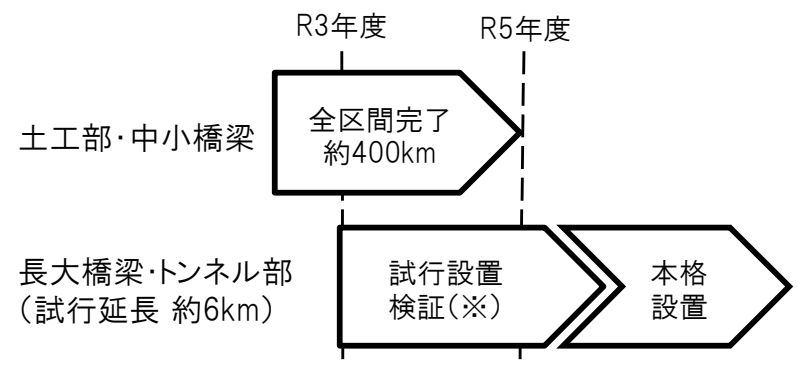 R3年度
R5年度
土工部・中小橋梁
全区間完了
約400km
長大橋梁・トンネル部
（試行延長 約6km）
試行設置
検証（※）
本格
設置